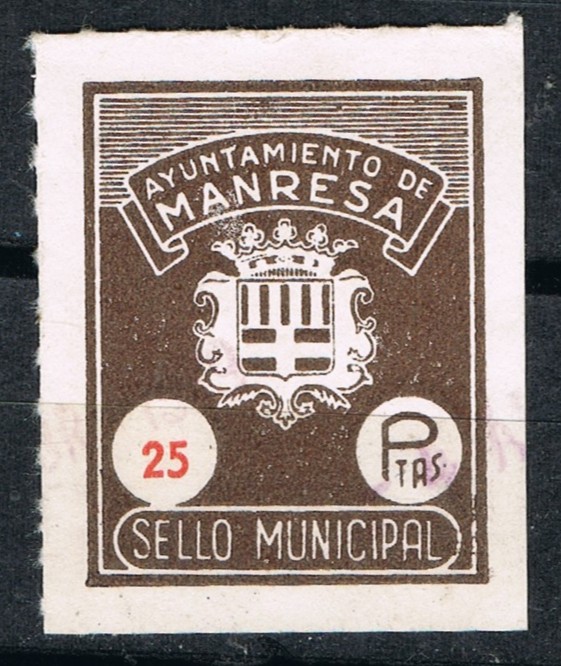 AYUNTAMIENTO DE
MANRESA
25
PTAS.
SELLO MUNICIPAL